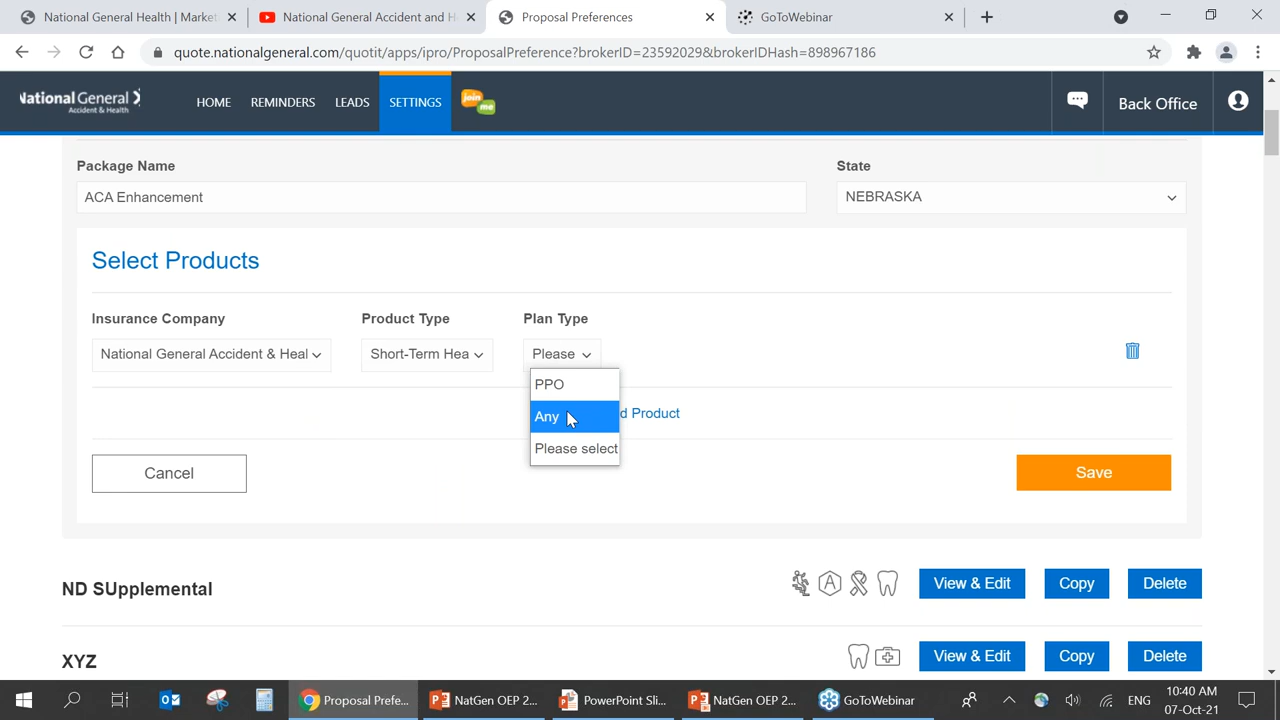 National General Health | Market
National General Accident and H
Proposal Preferences
GoToWebinar
quote.nationalgeneral.com/quotit/apps/ipro/ProposalPreference?brokerID=23592029&brokerIDHash=898967186
National General
Accident & Health
HOME
REMINDERS
LEADS
SETTINGS
join me
Back Office
Package Name
State
ACA Enhancement
NEBRASKA
Select Products
Insurance Company
Product Type
Plan Type
National General Accident & Heal
Short-Term Hea
Please
PPO
Any
d Product
Please select
Cancel
Save
ND SUpplemental
View & Edit
Copy
Delete
XYZ
View & Edit
Copy
Delete
Proposal Prefe...
NatGen OEP 2...
PowerPoint Sli...
NatGen OEP 2...
GoToWebinar
ENG
10:40 AM
07-Oct-21